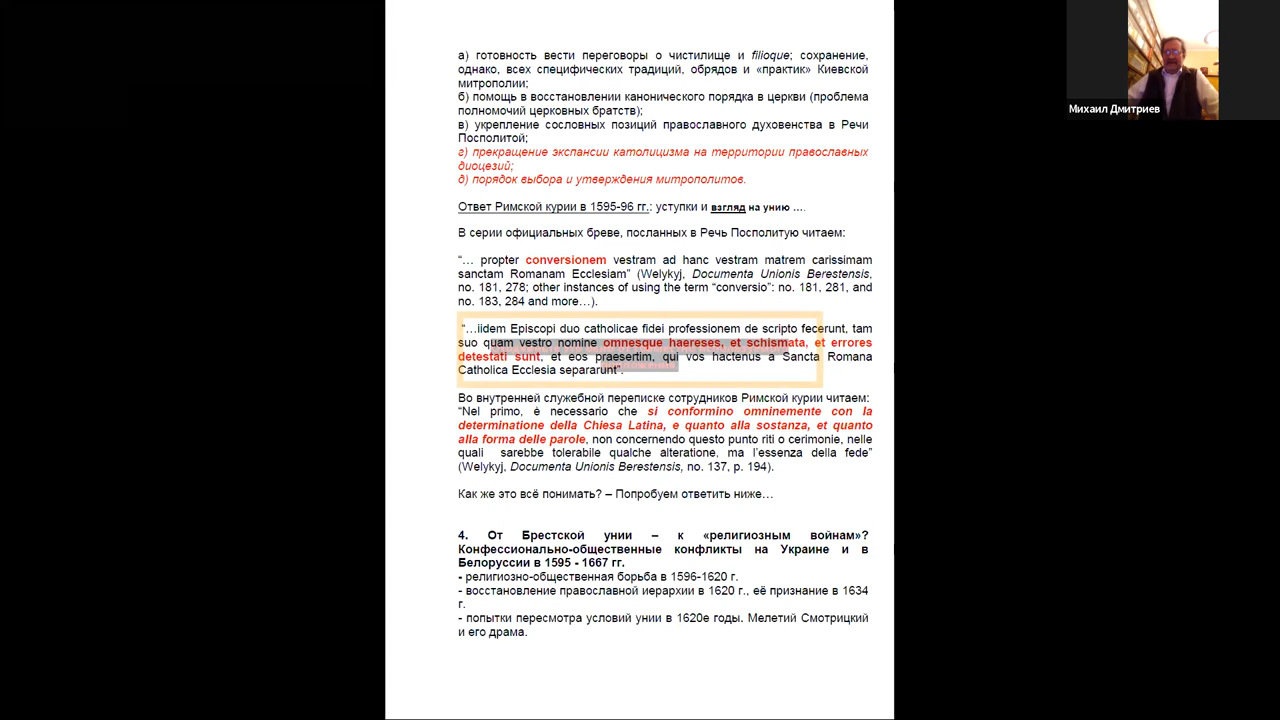 а) готовность вести переговоры о чистилище и filioque; сохранение,
однако, всех специфических традиций, обрядов и «практик» Киевской
митрополии;
б) помощь в восстановлении канонического порядка в церкви (проблема
полномочий церковных братств);
в) укрепление сословных позиций православного духовенства в Речи
Посполитой;
г) прекращение экспансии католицизма на территории православных
диоцезий;
д) порядок выбора и утверждения митрополитов.
Ответ Римской курии в 1595-96 гг.: уступки и взгляд на унию ....
В серии официальных бреве, посланных в Речь Посполитую читаем:
“… propter conversionem vestram ad hanc vestram matrem carissimam
sanctam Romanam Ecclesiam” (Welykyj, Documenta Unionis Berestensis,
no. 181, 278; other instances of using the term “conversio”: no. 181, 281, and
no. 183, 284 and more…).
“…iidem Episcopi duo catholicae fidei professionem de scripto fecerunt, tam
suo quam vestro nomine omnesque haereses, et schismata, et errores
detestati sunt, et eos praesertim, qui vos hactenus a Sancta Romana
Catholica Ecclesia separarunt”.
Во внутренней служебной переписке сотрудников Римской курии читаем:
“Nel primo, è necessario che si conformino omninemente con la
determinatione della Chiesa Latina, e quanto alla sostanza, et quanto
alla forma delle parole, non concernendo questo punto riti o cerimonie, nelle
quali sarebbe tolerabile qualche alteratione, ma l’essenza della fede”
(Welykyj, Documenta Unionis Berestensis, no. 137, p. 194).
Как же это всё понимать? – Попробуем ответить ниже…
4. От Брестской унии – к «религиозным войнам»?
Конфессионально-общественные конфликты на Украине и в
Белоруссии в 1595 - 1667 гг.
- религиозно-общественная борьба в 1596-1620 г.
- восстановление православной иерархии в 1620 г., её признание в 1634
г.
- попытки пересмотра условий унии в 1620е годы. Мелетий Смотрицкий
и его драма.
Михаил Дмитриев